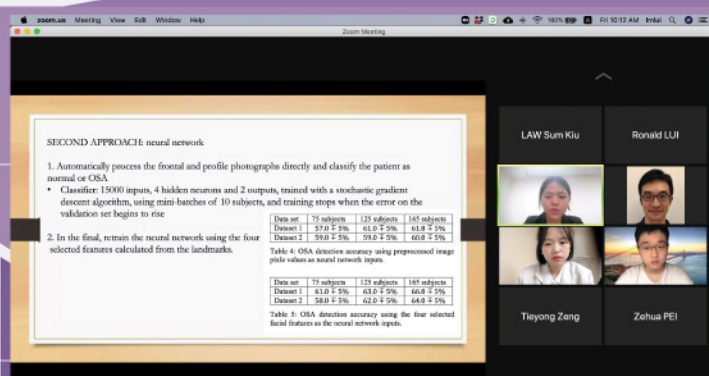 zoom.us Meeting View Edit Window Help
100% Fri 10:12 AM lmlui
Zoom Meeting
SECOND APPROACH: neural network
1. Automatically process the frontal and profile photographs directly and classify the patient as
normal or OSA
• Classifier: 15000 inputs, 4 hidden neurons and 2 outputs, trained with a stochastic gradient
descent algorithm, using mini-batches of 10 subjects, and training stops when the error on the
validation set begins to rise
2. In the final, retrain the neural network using the four
selected features calculated from the landmarks.
Data set 75 subjects 125 subjects 165 subjects
Dataset 1 57.0 ∓ 5% 61.0 ∓ 5% 61.8 ∓ 5%
Dataset 2 59.0 ∓ 5% 59.0 ∓ 5% 60.0 ∓ 5%
Table 4: OSA detection accuracy using preprocessed image
pixle values as neural network inputs.
Data set 75 subjects 125 subjects 165 subjects
Dataset 1 61.0 ∓ 5% 63.0 ∓ 5% 66.0 ∓ 5%
Dataset 2 58.0 ∓ 5% 62.0 ∓ 5% 64.0 ∓ 5%
Table 5: OSA detection accuracy using the four selected
facial features as the neural network inputs.
LAW Sum Kiu
Ronald LUI
Tieyong Zeng
Zehua PEI